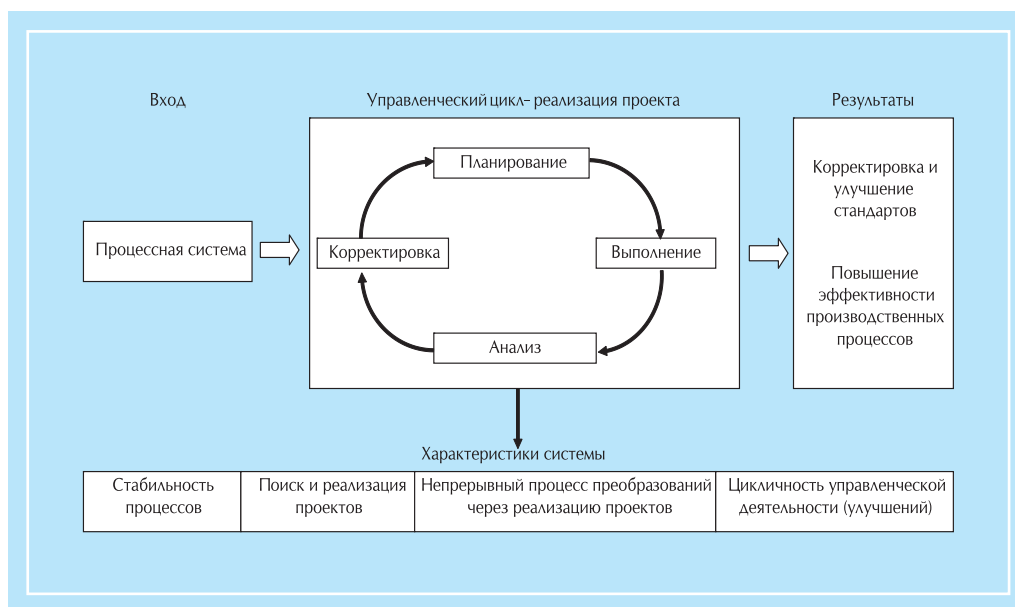 Вход
Управленческий цикл- реализация проекта
Результаты
Процессная система
Планирование
Корректировка
Выполнение
Анализ
Корректировка и
улучшение
стандартов
Повышение
эффективности
производственных
процессов
Характеристики системы
Стабильность
процессов
Поиск и реализация
проектов
Непрерывный процесс преобразований
через реализацию проектов
Цикличность управленческой
деятельности (улучшений)